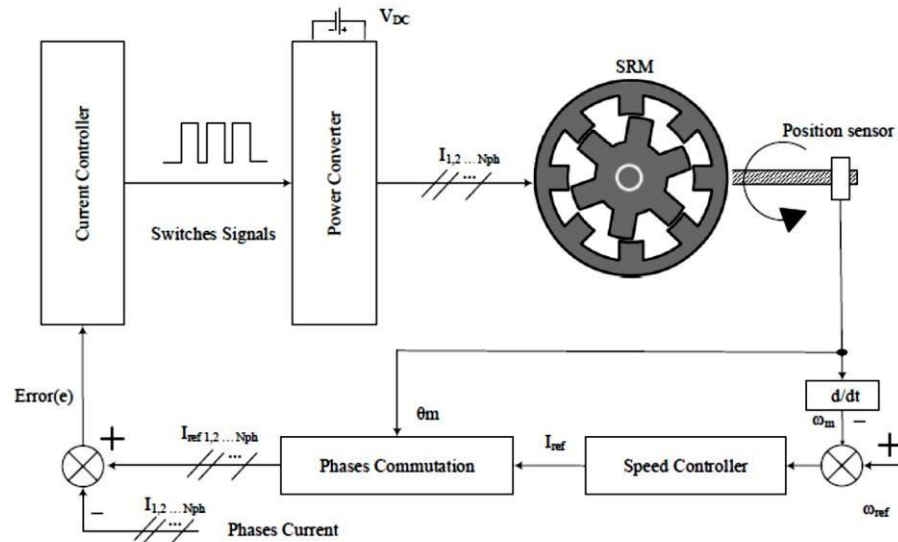 V_DC
SRM
Current Controller
Power Converter
Position sensor
I_1,2 ... Nph
Switches Signals
- +
Error(e)
θm
d/dt
ω_m −
+
I_ref 1,2 ... Nph
Phases Commutation
I_ref
Speed Controller
+
ω_ref
−
I_1,2 ... Nph
Phases Current